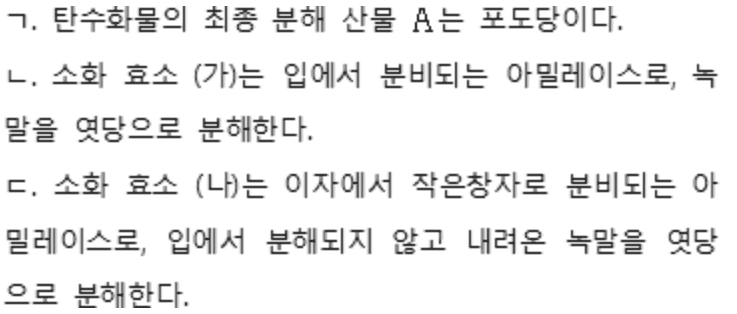 ㄱ. 탄수화물의 최종 분해 산물 A는 포도당이다.
ㄴ. 소화 효소 (가)는 입에서 분비되는 아밀레이스로, 녹
말을 엿당으로 분해한다.
ㄷ. 소화 효소 (나)는 이자에서 작은창자로 분비되는 아
밀레이스로, 입에서 분해되지 않고 내려온 녹말을 엿당
으로 분해한다.